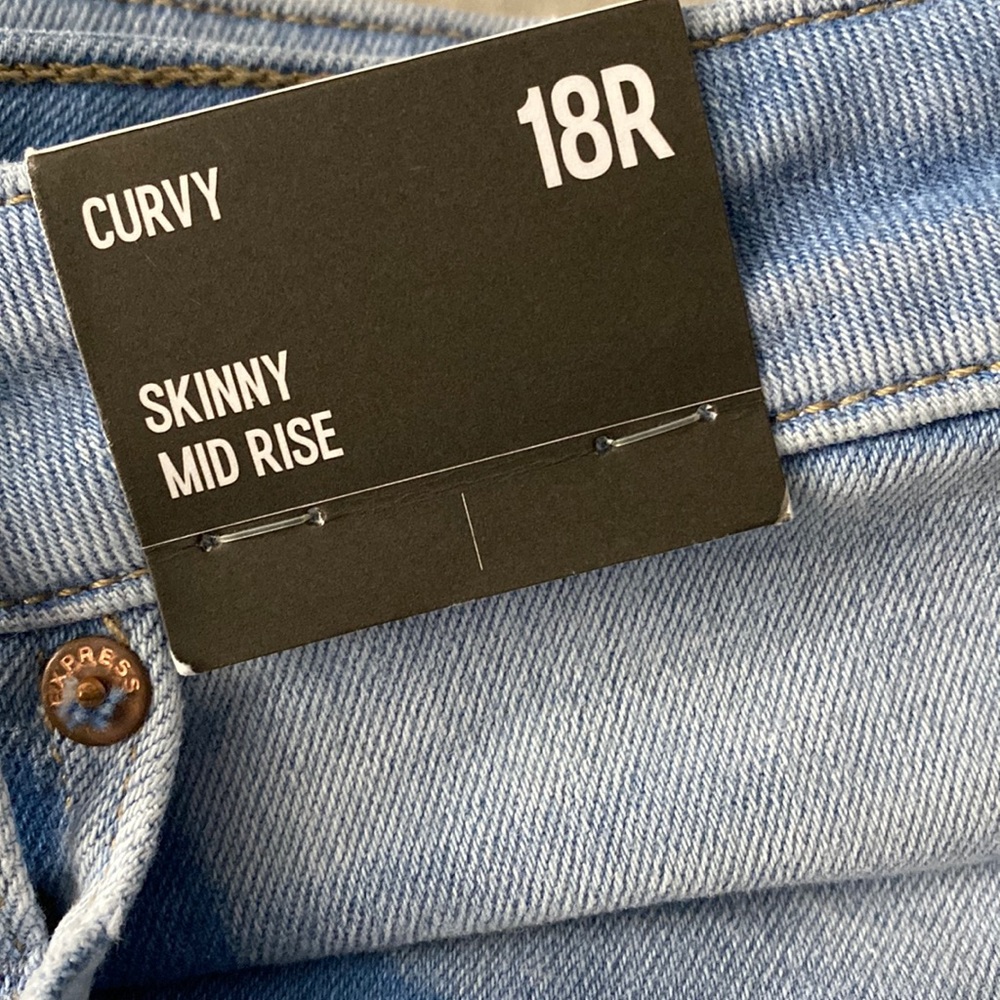 18R
CURVY
SKINNY
MID RISE
EXPRESS